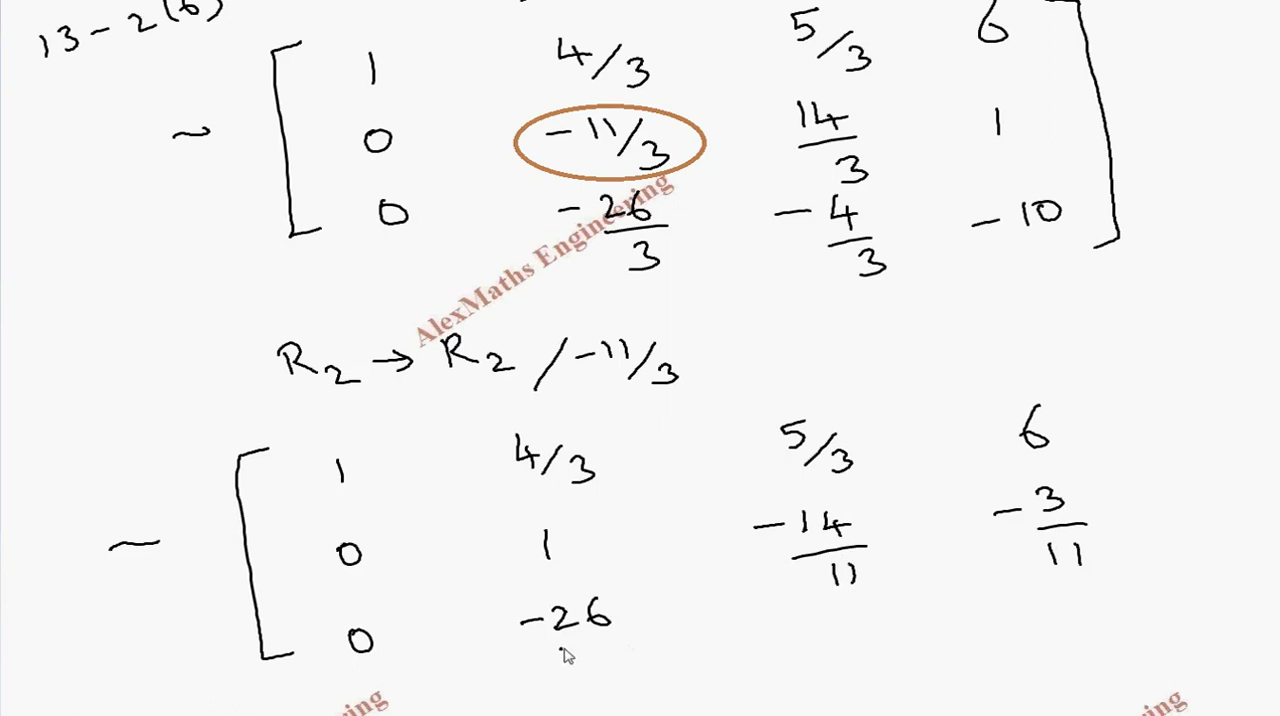 13 - 2(6)
1 4/3 5/3 6
~ 0 -11/3 14/3 1
0 -26/3 -4/3 -10
AlexMaths Engineering
R2 → R2 / -11/3
1 4/3 5/3 6
~ 0 1 -14/11 -3/11
0 -26